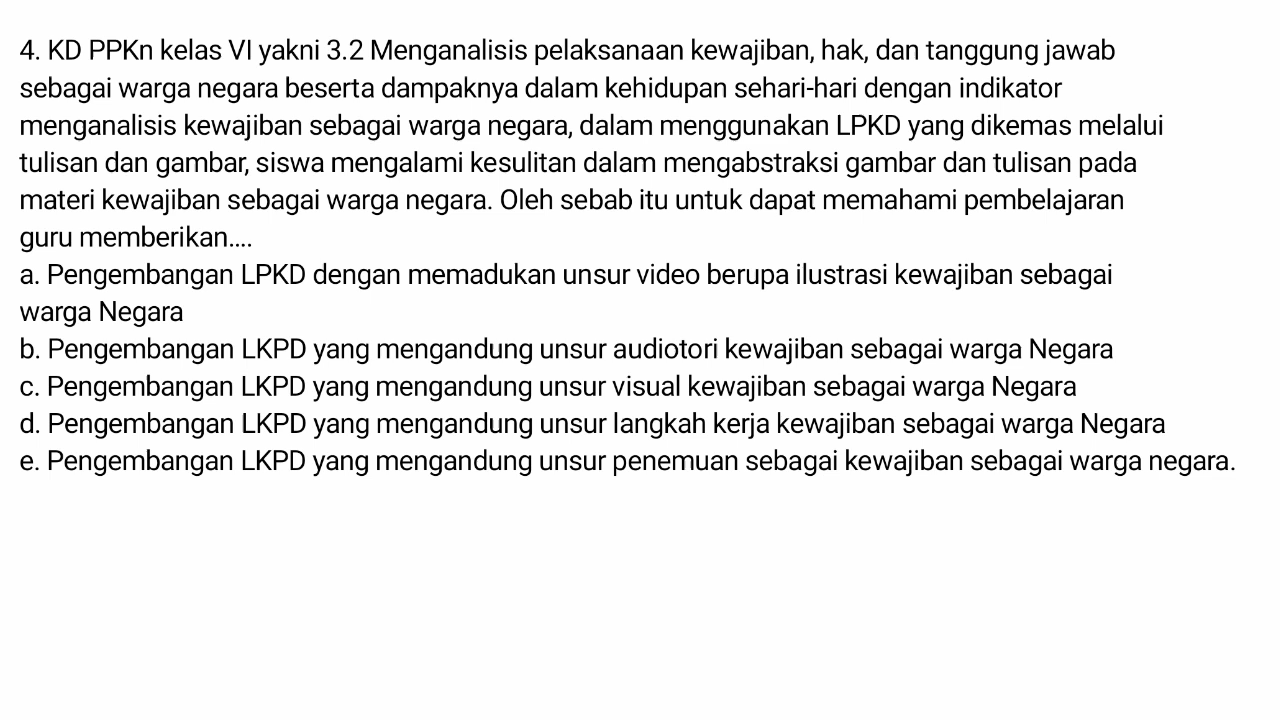 4. KD PPKn kelas VI yakni 3.2 Menganalisis pelaksanaan kewajiban, hak, dan tanggung jawab
sebagai warga negara beserta dampaknya dalam kehidupan sehari-hari dengan indikator
menganalisis kewajiban sebagai warga negara, dalam menggunakan LPKD yang dikemas melalui
tulisan dan gambar, siswa mengalami kesulitan dalam mengabstraksi gambar dan tulisan pada
materi kewajiban sebagai warga negara. Oleh sebab itu untuk dapat memahami pembelajaran
guru memberikan....
a. Pengembangan LPKD dengan memadukan unsur video berupa ilustrasi kewajiban sebagai
warga Negara
b. Pengembangan LKPD yang mengandung unsur audiotori kewajiban sebagai warga Negara
c. Pengembangan LKPD yang mengandung unsur visual kewajiban sebagai warga Negara
d. Pengembangan LKPD yang mengandung unsur langkah kerja kewajiban sebagai warga Negara
e. Pengembangan LKPD yang mengandung unsur penemuan sebagai kewajiban sebagai warga negara.